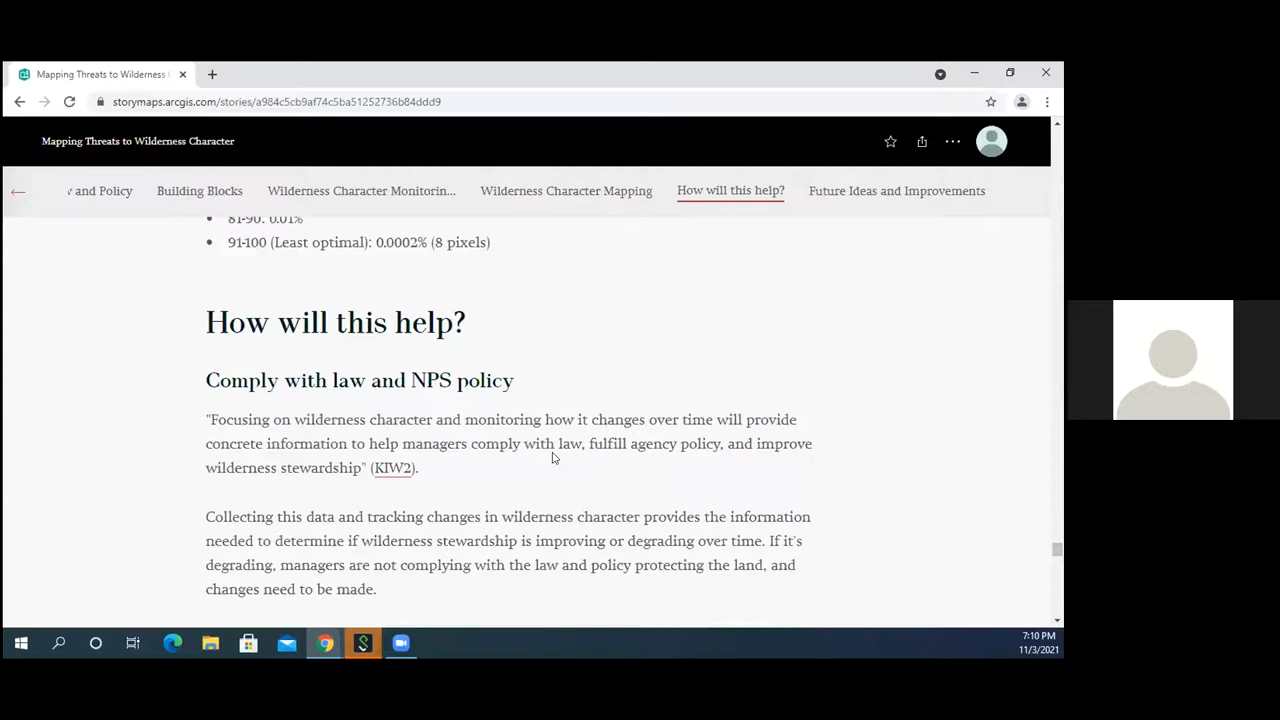 Mapping Threats to Wilderness
storymaps.arcgis.com/stories/a984c5cb9af74c5ba51252736b84ddd9
Mapping Threats to Wilderness Character
and Policy
Building Blocks
Wilderness Character Monitorin...
Wilderness Character Mapping
How will this help?
Future Ideas and Improvements
81-90: 0.01%
91-100 (Least optimal): 0.0002% (8 pixels)
How will this help?
Comply with law and NPS policy
"Focusing on wilderness character and monitoring how it changes over time will provide
concrete information to help managers comply with law, fulfill agency policy, and improve
wilderness stewardship" (KIW2).
Collecting this data and tracking changes in wilderness character provides the information
needed to determine if wilderness stewardship is improving or degrading over time. If it's
degrading, managers are not complying with the law and policy protecting the land, and
changes need to be made.
7:10 PM
11/3/2021